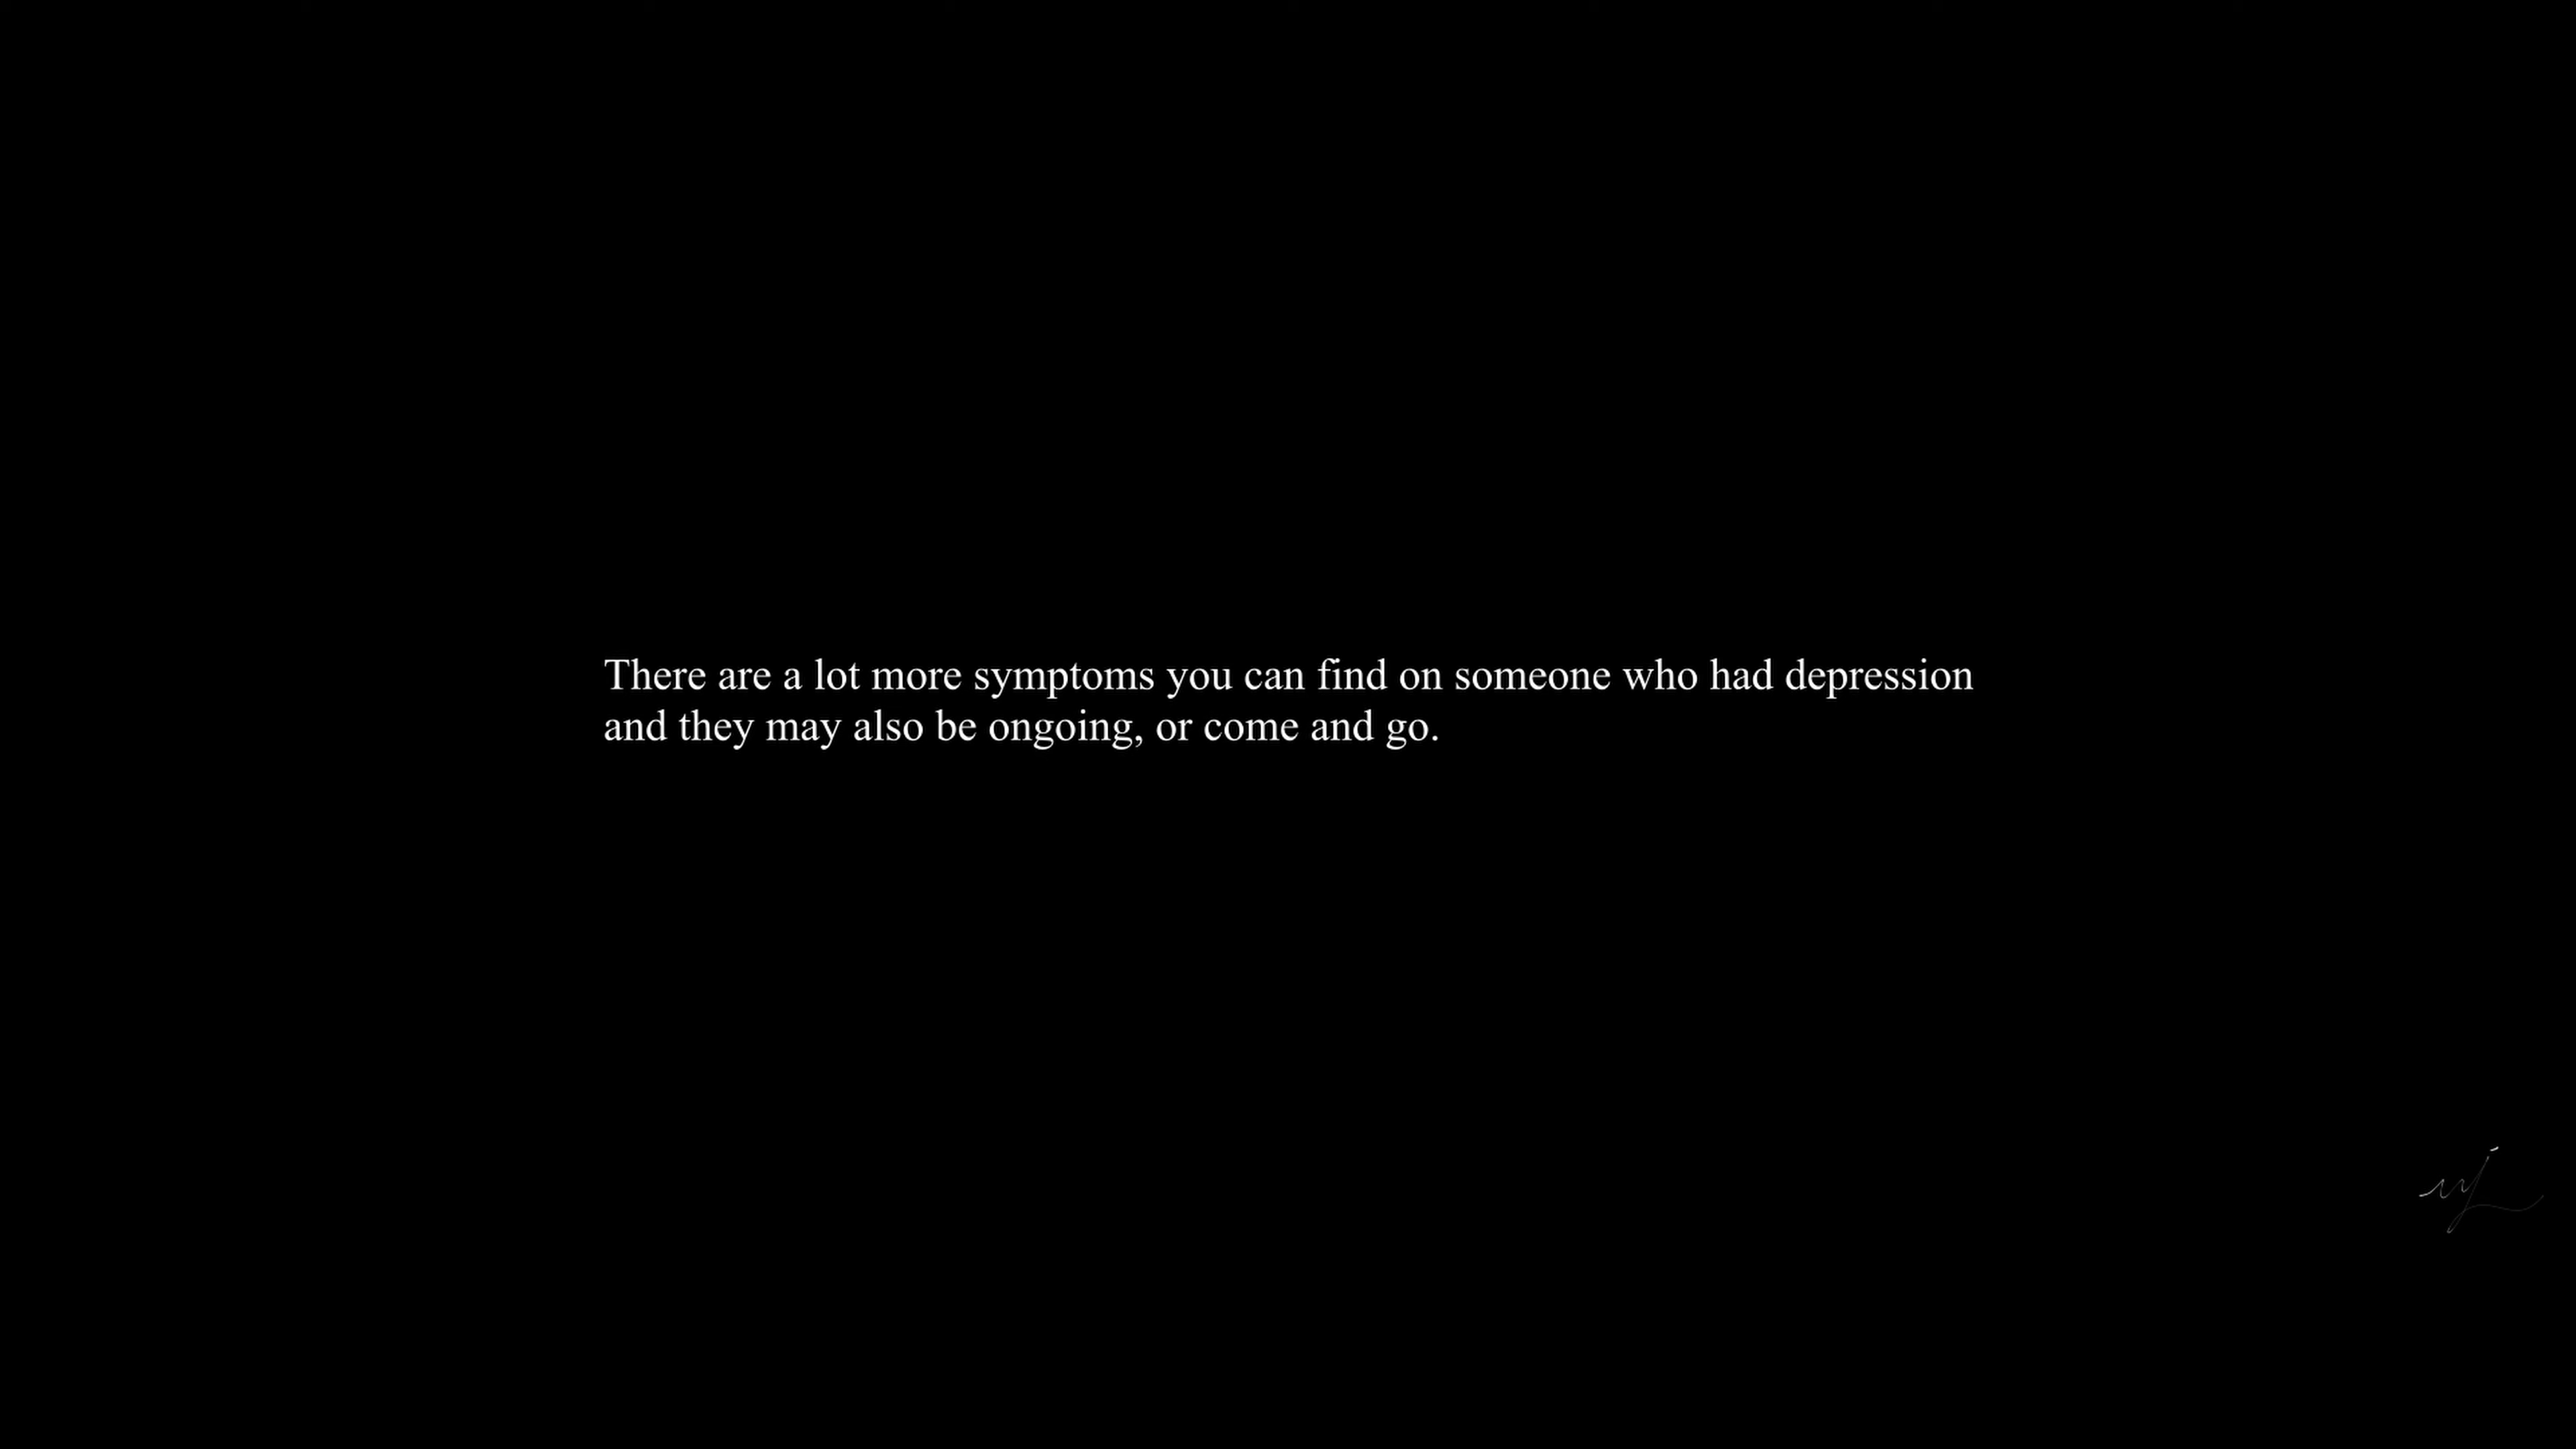 There are a lot more symptoms you can find on someone who had depression
and they may also be ongoing, or come and go.